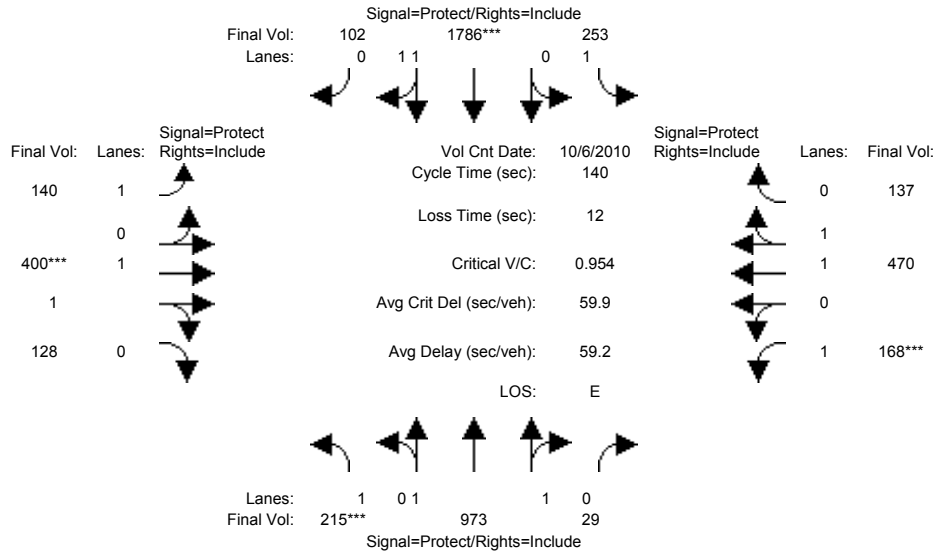 Signal=Protect/Rights=Include
Final Vol: 102 1786*** 253
Lanes: 0 1 1 0 1
Signal=Protect
Final Vol: Lanes: Rights=Include
Vol Cnt Date: 10/6/2010
Signal=Protect
Rights=Include Lanes: Final Vol:
Cycle Time (sec): 140
140 1
0 137
Loss Time (sec): 12
0
1
400*** 1
Critical V/C: 0.954
1 470
1
Avg Crit Del (sec/veh): 59.9
0
128 0
Avg Delay (sec/veh): 59.2
1 168***
LOS: E
Lanes: 1 0 1 1 0
Final Vol: 215*** 973 29
Signal=Protect/Rights=Include